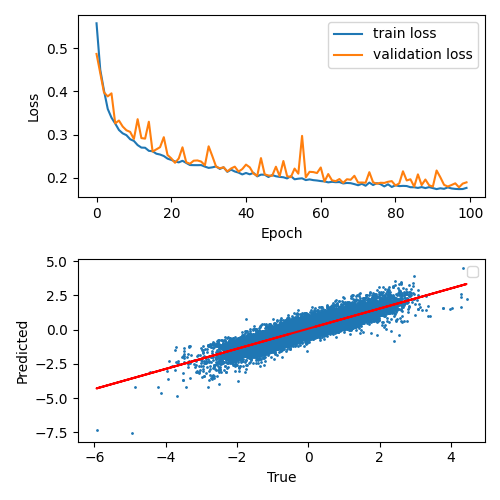 train loss
validation loss
0.5
0.4
0.3
0.2
Loss
0 20 40 60 80 100
Epoch
5.0
2.5
0.0
−2.5
−5.0
−7.5
Predicted
−6 −4 −2 0 2 4
True